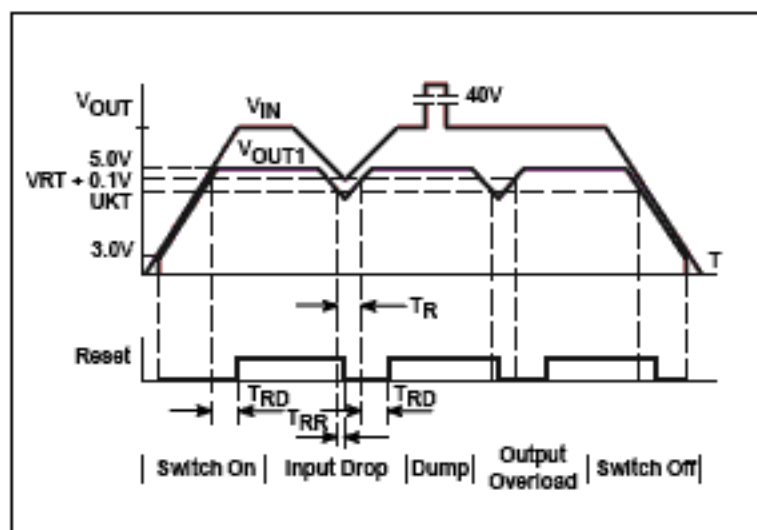 VOUT
VIN
40V
5.0V
VOUT1
VRT + 0.1V
UKT
3.0V
T
TR
Reset
TRD
TRR
TRD
Switch On
Input Drop
Dump
Output
Overload
Switch Off